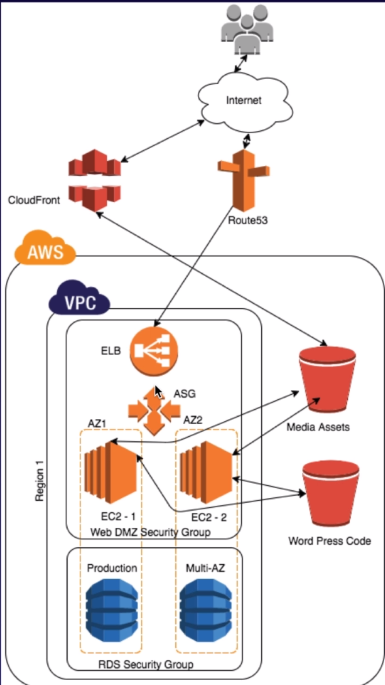 Internet
CloudFront
Route53
AWS
VPC
ELB
ASG
AZ1
AZ2
Media Assets
Region 1
EC2 - 1
EC2 - 2
Web DMZ Security Group
Word Press Code
Production
Multi-AZ
RDS Security Group